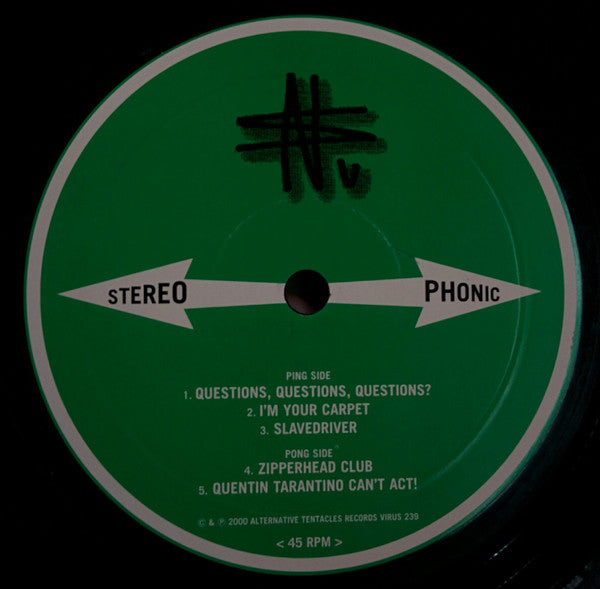 STEREO PHONIC
PING SIDE
1. QUESTIONS, QUESTIONS, QUESTIONS?
2. I'M YOUR CARPET
3. SLAVEDRIVER
PONG SIDE
4. ZIPPERHEAD CLUB
5. QUENTIN TARANTINO CAN'T ACT!
© & ℗ 2000 ALTERNATIVE TENTACLES RECORDS VIRUS 239
< 45 RPM >